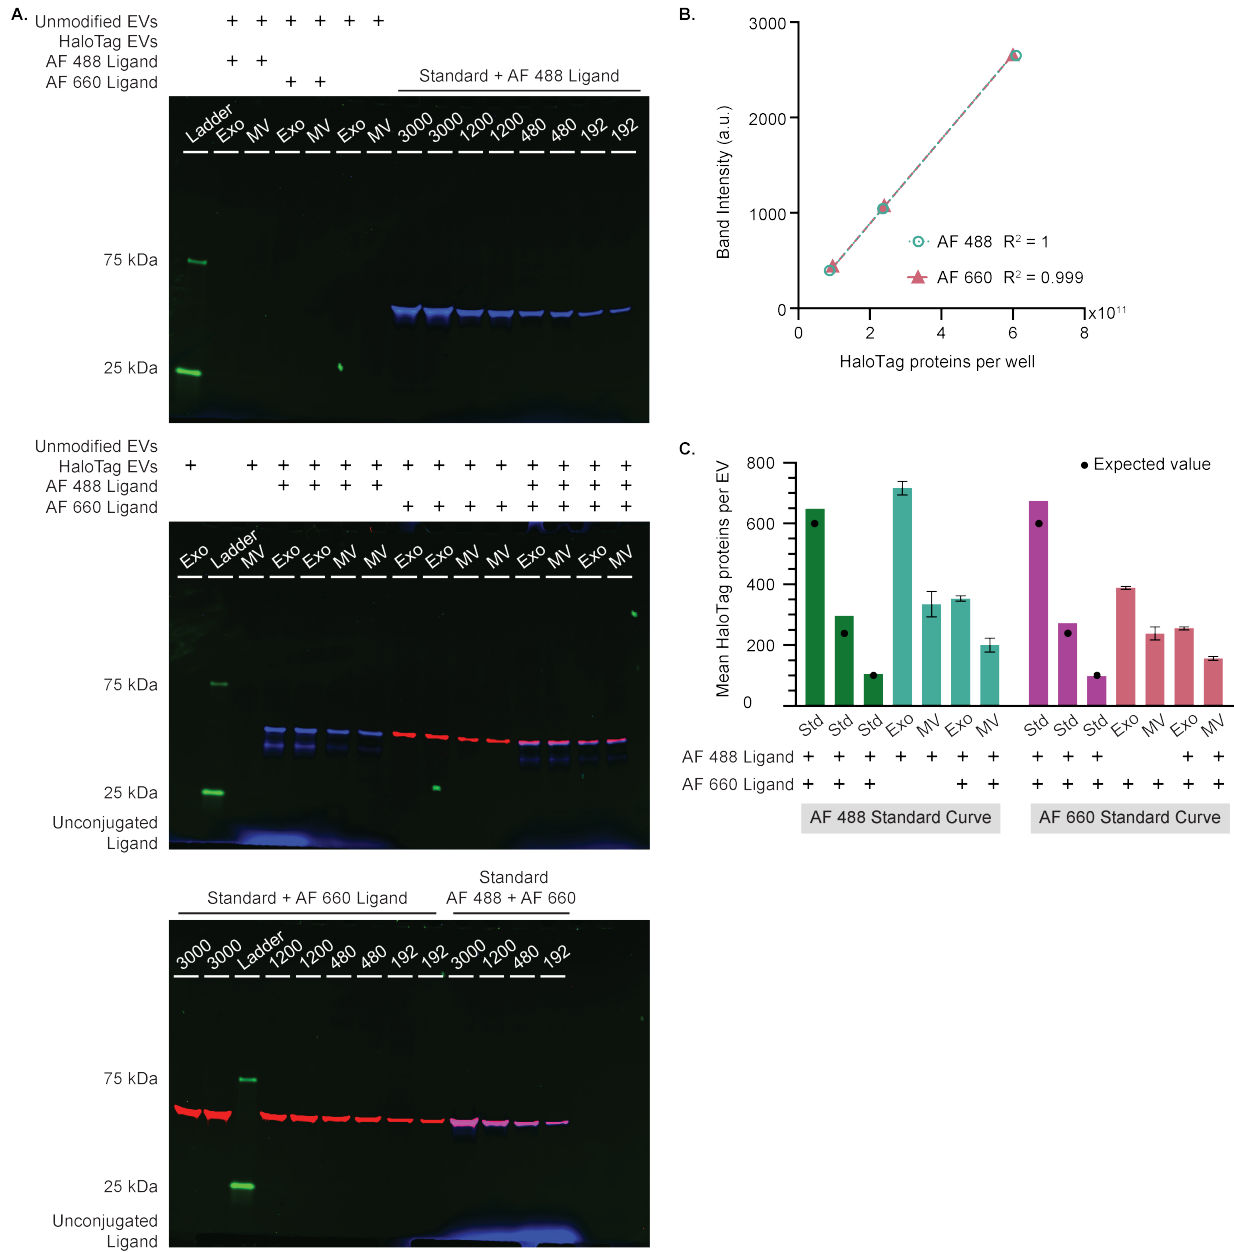 A.
Unmodified EVs + + + + + +
HaloTag EVs
AF 488 Ligand + +
AF 660 Ligand + +
Standard + AF 488 Ligand
Ladder Exo MV Exo MV Exo MV 3000 3000 1200 1200 480 480 192 192
75 kDa
25 kDa
Unmodified EVs
HaloTag EVs + + + + + + + + + + + + + +
AF 488 Ligand + + + + + + + +
AF 660 Ligand + + + + + + + +
Exo Ladder MV Exo Exo MV MV Exo Exo MV MV Exo MV Exo MV
75 kDa
25 kDa
Unconjugated
Ligand
Standard + AF 660 Ligand
Standard
AF 488 + AF 660
3000 3000 Ladder 1200 1200 480 480 192 192 3000 1200 480 192
75 kDa
25 kDa
Unconjugated
Ligand
B.
Band Intensity (a.u.)
3000
2000
1000
0
0 2 4 6 8 x10¹¹
HaloTag proteins per well
AF 488 R² = 1
AF 660 R² = 0.999
C.
Mean HaloTag proteins per EV
800
600
400
200
0
Expected value
Std Std Std Exo MV Exo MV Std Std Std Exo MV Exo MV
AF 488 Ligand + + + + + + + + + + + +
AF 660 Ligand + + + + + + + + + + + +
AF 488 Standard Curve
AF 660 Standard Curve